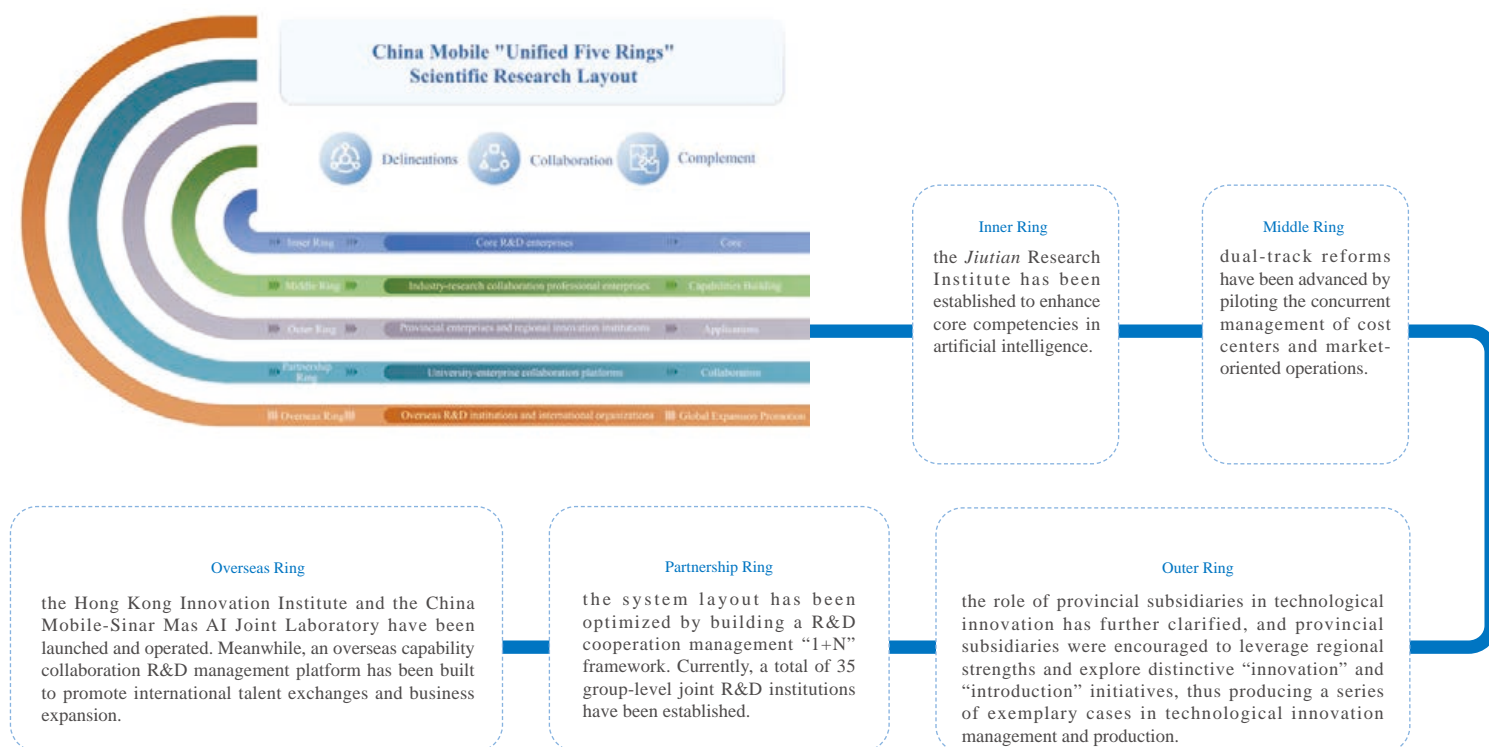 China Mobile "Unified Five Rings"
Scientific Research Layout
Delineations
Collaboration
Complement
Inner Ring
Core R&D enterprises
Core
Middle Ring
Industry-research collaboration professional enterprises
Capabilities Building
Outer Ring
Provincial enterprises and regional innovation institutions
Applications
Partnership
Ring
University-enterprise collaboration platforms
Collaboration
Overseas Ring
Overseas R&D institutions and international organizations
Global Expansion Promotion
Inner Ring
the Jiutian Research
Institute has been
established to enhance
core competencies in
artificial intelligence.
Middle Ring
dual-track reforms
have been advanced by
piloting the concurrent
management of cost
centers and market-
oriented operations.
Outer Ring
the role of provincial subsidiaries in technological
innovation has further clarified, and provincial
subsidiaries were encouraged to leverage regional
strengths and explore distinctive “innovation” and
“introduction” initiatives, thus producing a series
of exemplary cases in technological innovation
management and production.
Partnership Ring
the system layout has been
optimized by building a R&D
cooperation management “1+N”
framework. Currently, a total of 35
group-level joint R&D institutions
have been established.
Overseas Ring
the Hong Kong Innovation Institute and the China
Mobile-Sinar Mas AI Joint Laboratory have been
launched and operated. Meanwhile, an overseas capability
collaboration R&D management platform has been built
to promote international talent exchanges and business
expansion.